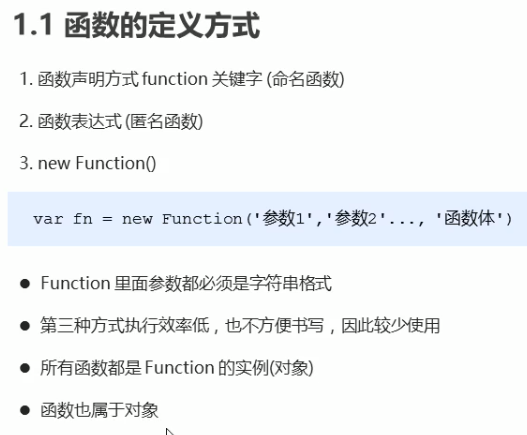 1.1 函数的定义方式
1. 函数声明方式 function 关键字 (命名函数)
2. 函数表达式 (匿名函数)
3. new Function()
var fn = new Function('参数1','参数2'..., '函数体')
● Function 里面参数都必须是字符串格式
● 第三种方式执行效率低，也不方便书写，因此较少使用
● 所有函数都是 Function 的实例(对象)
● 函数也属于对象